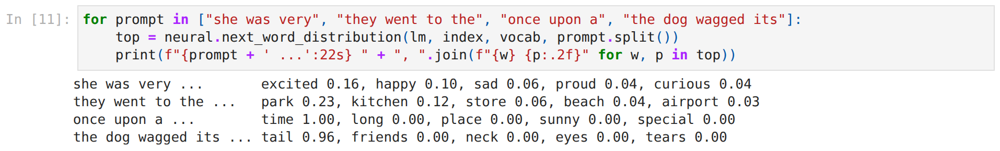 In [11]: for prompt in ["she was very", "they went to the", "once upon a", "the dog wagged its"]:
    top = neural.next_word_distribution(lm, index, vocab, prompt.split())
    print(f"{prompt + ' ...':22s} " + ", ".join(f"{w} {p:.2f}" for w, p in top))
she was very ...       excited 0.16, happy 0.10, sad 0.06, proud 0.04, curious 0.04
they went to the ...   park 0.23, kitchen 0.12, store 0.06, beach 0.04, airport 0.03
once upon a ...        time 1.00, long 0.00, place 0.00, sunny 0.00, special 0.00
the dog wagged its ... tail 0.96, friends 0.00, neck 0.00, eyes 0.00, tears 0.00